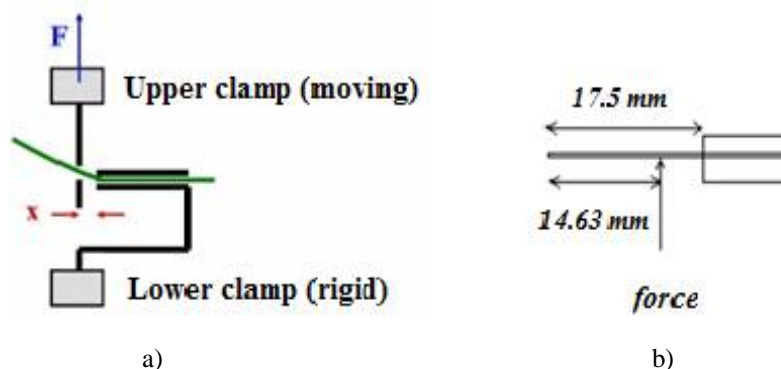 F
Upper clamp (moving)
x
Lower clamp (rigid)
a)
17.5 mm
14.63 mm
force
b)